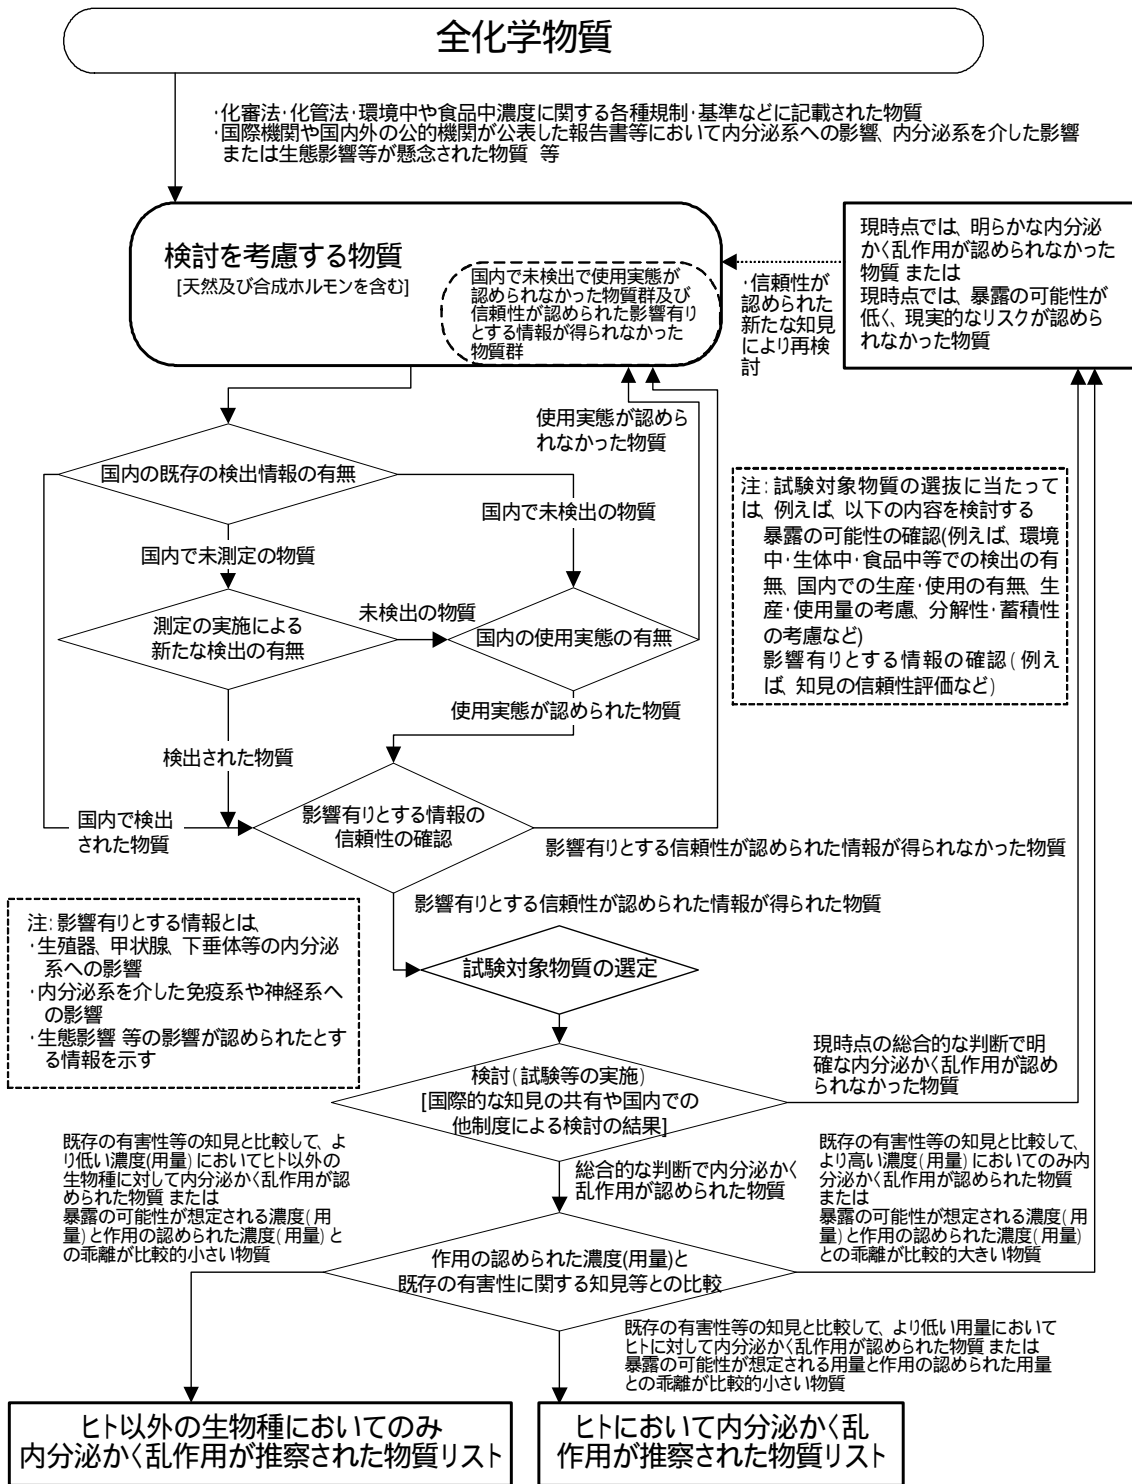 全化学物質
･化審法･化管法･環境中や食品中濃度に関する各種規制･基準などに記載された物質
･国際機関や国内外の公的機関が公表した報告書等において内分泌系への影響、内分泌系を介した影響
または生態影響等が懸念された物質 等
検討を考慮する物質
[天然及び合成ホルモンを含む]
国内で未検出で使用実態が
認められなかった物質群及び
信頼性が認められた影響有り
とする情報が得られなかった
物質群
･信頼性が
認められた
新たな知見
により再検
討
現時点では、明らかな内分泌
かく乱作用が認められなかった
物質 または
現時点では、暴露の可能性が
低く、現実的なリスクが認めら
れなかった物質
使用実態が認めら
れなかった物質
国内の既存の検出情報の有無
国内で未検出の物質
国内で未測定の物質
注:試験対象物質の選抜に当たって
は、例えば、以下の内容を検討する
暴露の可能性の確認(例えば、環境
中･生体中･食品中等での検出の有
無、国内での生産･使用の有無、生
産･使用量の考慮、分解性･蓄積性
の考慮など)
影響有りとする情報の確認(例え
ば、知見の信頼性評価など)
測定の実施による
新たな検出の有無
未検出の物質
国内の使用実態の有無
使用実態が認められた物質
検出された物質
国内で検出
された物質
影響有りとする情報の
信頼性の確認
影響有りとする信頼性が認められた情報が得られなかった物質
影響有りとする信頼性が認められた情報が得られた物質
注:影響有りとする情報とは、
･生殖器、甲状腺、下垂体等の内分泌
系への影響
･内分泌系を介した免疫系や神経系へ
の影響
･生態影響 等の影響が認められたとす
る情報を示す
試験対象物質の選定
検討(試験等の実施)
[国際的な知見の共有や国内での
他制度による検討の結果]
現時点の総合的な判断で明
確な内分泌かく乱作用が認め
られなかった物質
既存の有害性等の知見と比較して、よ
り低い濃度(用量)においてヒト以外の
生物種に対して内分泌かく乱作用が認
められた物質 または
暴露の可能性が想定される濃度(用
量)と作用の認められた濃度(用量)と
の乖離が比較的小さい物質
総合的な判断で内分泌かく
乱作用が認められた物質
既存の有害性等の知見と比較して、
より高い濃度(用量)においてのみ内
分泌かく乱作用が認められた物質
または
暴露の可能性が想定される濃度(用
量)と作用の認められた濃度(用量)
との乖離が比較的大きい物質
作用の認められた濃度(用量)と
既存の有害性に関する知見等との比較
既存の有害性等の知見と比較して、より低い用量において
ヒトに対して内分泌かく乱作用が認められた物質 または
暴露の可能性が想定される用量と作用の認められた用量
との乖離が比較的小さい物質
ヒト以外の生物種においてのみ
内分泌かく乱作用が推察された物質リスト
ヒトにおいて内分泌かく乱
作用が推察された物質リスト